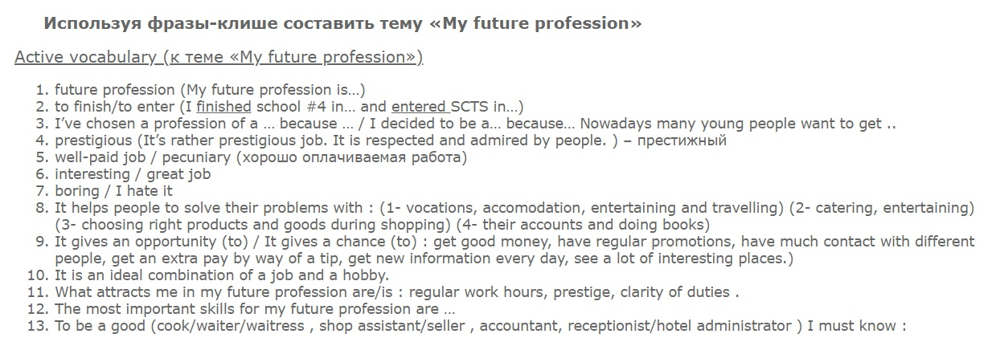 Используя фразы-клише составить тему «My future profession»
Active vocabulary (к теме «My future profession»)
1. future profession (My future profession is…)
2. to finish/to enter (I finished school #4 in… and entered SCTS in…)
3. I’ve chosen a profession of a … because … / I decided to be a… because… Nowadays many young people want to get ..
4. prestigious (It’s rather prestigious job. It is respected and admired by people. ) – престижный
5. well-paid job / pecuniary (хорошо оплачиваемая работа)
6. interesting / great job
7. boring / I hate it
8. It helps people to solve their problems with : (1- vocations, accomodation, entertaining and travelling) (2- catering, entertaining)
(3- choosing right products and goods during shopping) (4- their accounts and doing books)
9. It gives an opportunity (to) / It gives a chance (to) : get good money, have regular promotions, have much contact with different
people, get an extra pay by way of a tip, get new information every day, see a lot of interesting places.)
10. It is an ideal combination of a job and a hobby.
11. What attracts me in my future profession are/is : regular work hours, prestige, clarity of duties .
12. The most important skills for my future profession are …
13. To be a good (cook/waiter/waitress , shop assistant/seller , accountant, receptionist/hotel administrator ) I must know :